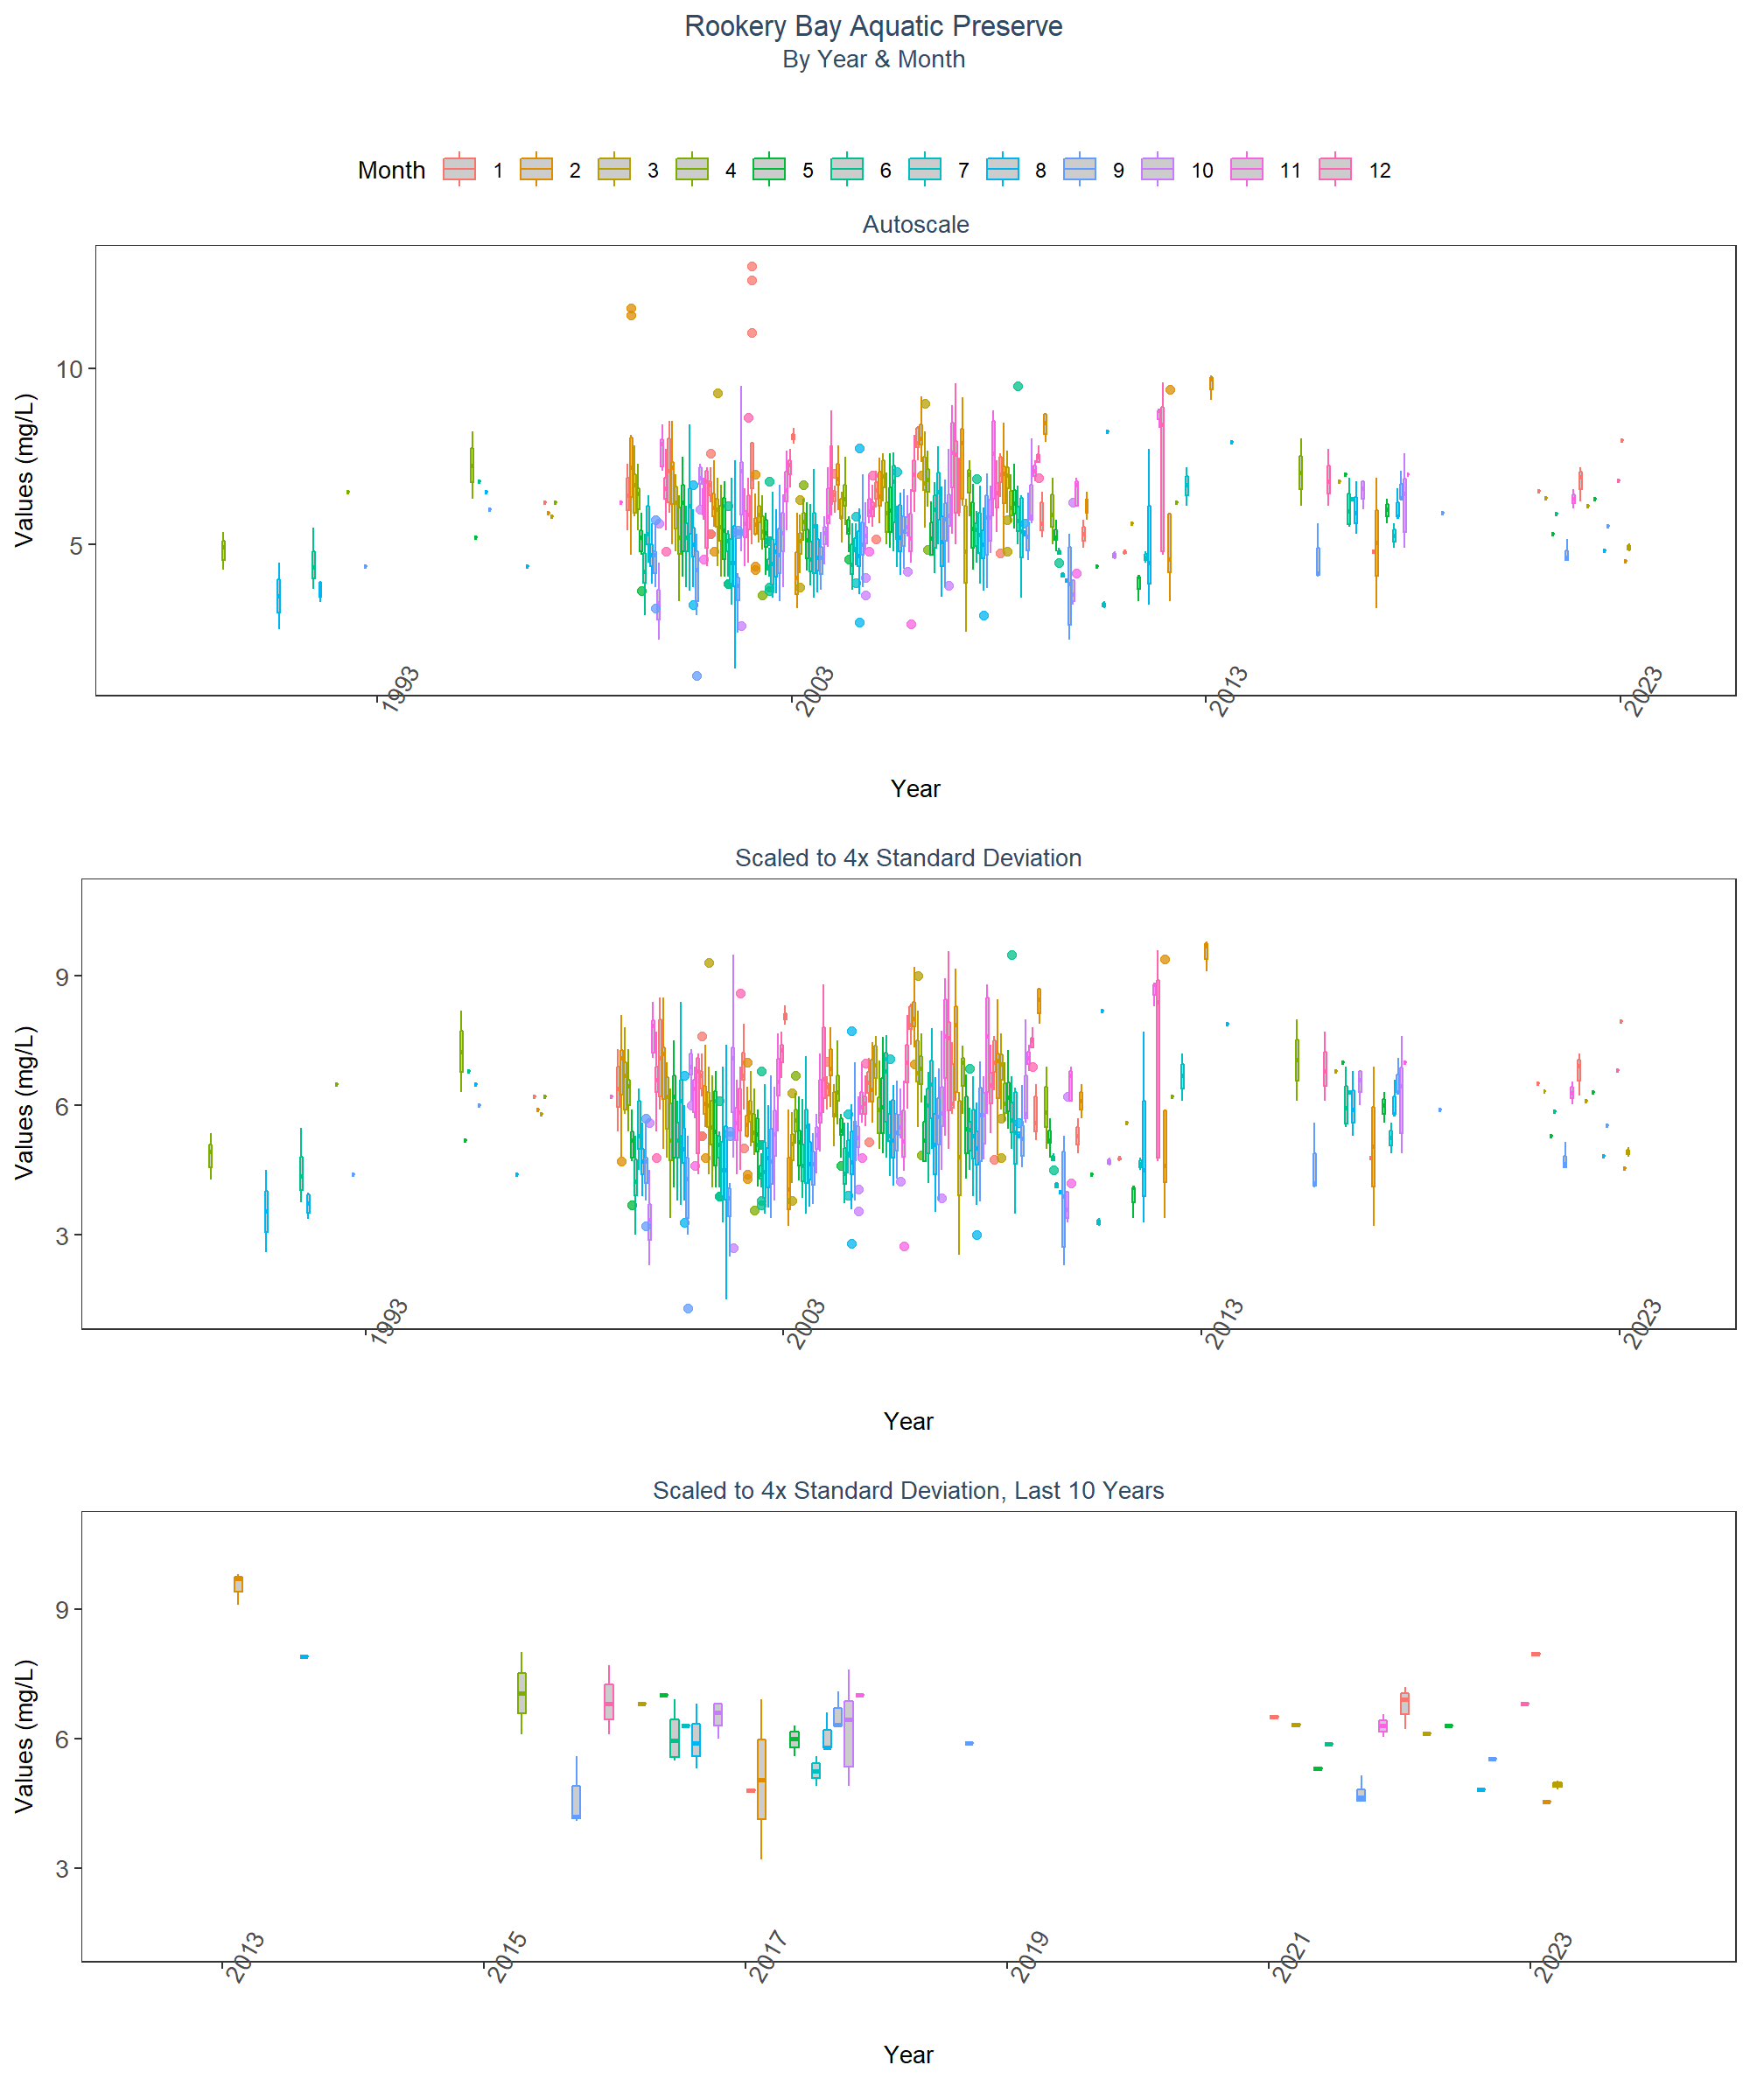 Rookery Bay Aquatic Preserve
By Year & Month
Month 1 2 3 4 5 6 7 8 9 10 11 12
Autoscale
Values (mg/L)
10
5
1993 2003 2013 2023
Year
Scaled to 4x Standard Deviation
Values (mg/L)
9
6
3
1993 2003 2013 2023
Year
Scaled to 4x Standard Deviation, Last 10 Years
Values (mg/L)
9
6
3
2013 2015 2017 2019 2021 2023
Year